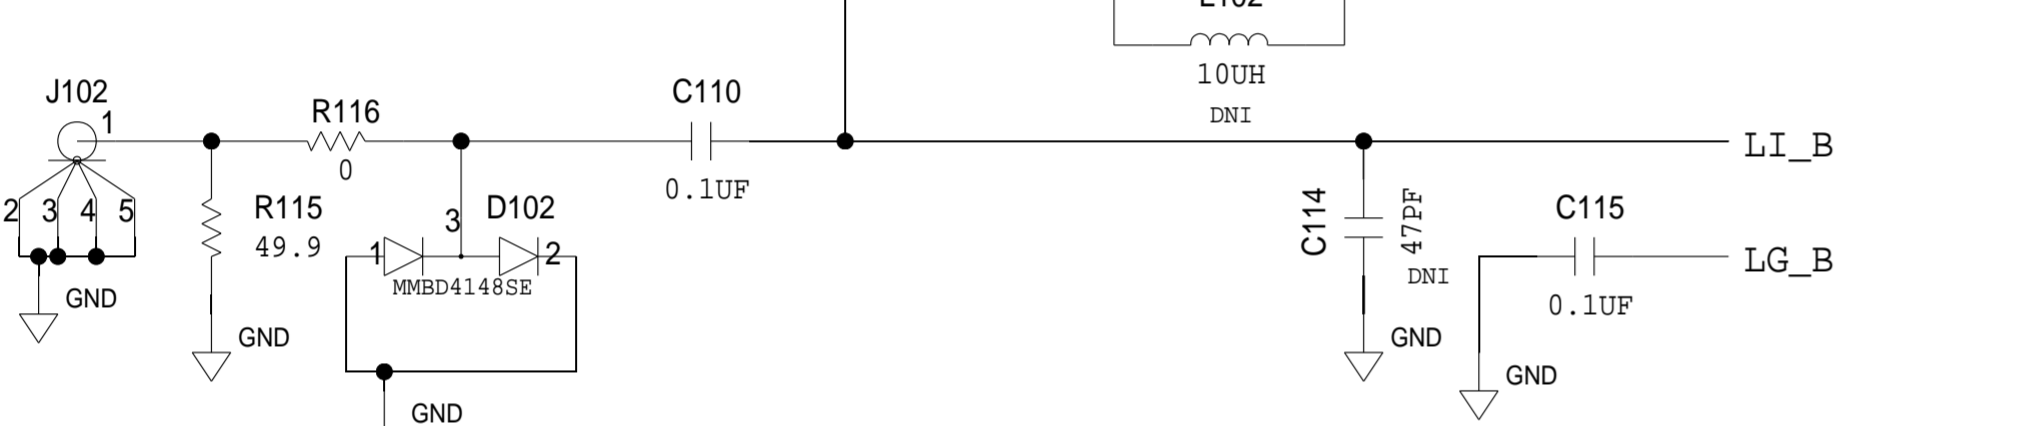 L102
10UH
DNI
J102
1
R116
0
C110
0.1UF
LI_B
2
3
4
5
GND
R115
49.9
GND
3
D102
1
2
MMBD4148SE
GND
C114
47PF
DNI
GND
C115
0.1UF
LG_B
GND